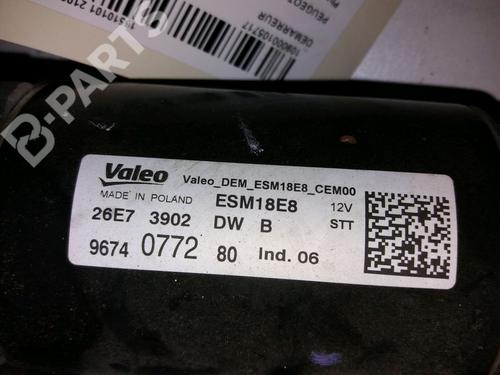 PEUGEOT
DEMARREUR
B-PARTS
Valeo
Valeo_DEM_ESM18E8_CEM00
MADE IN POLAND
ESM18E8
12V
26E7 3902 DW B STT
9674 0772 80 Ind. 06